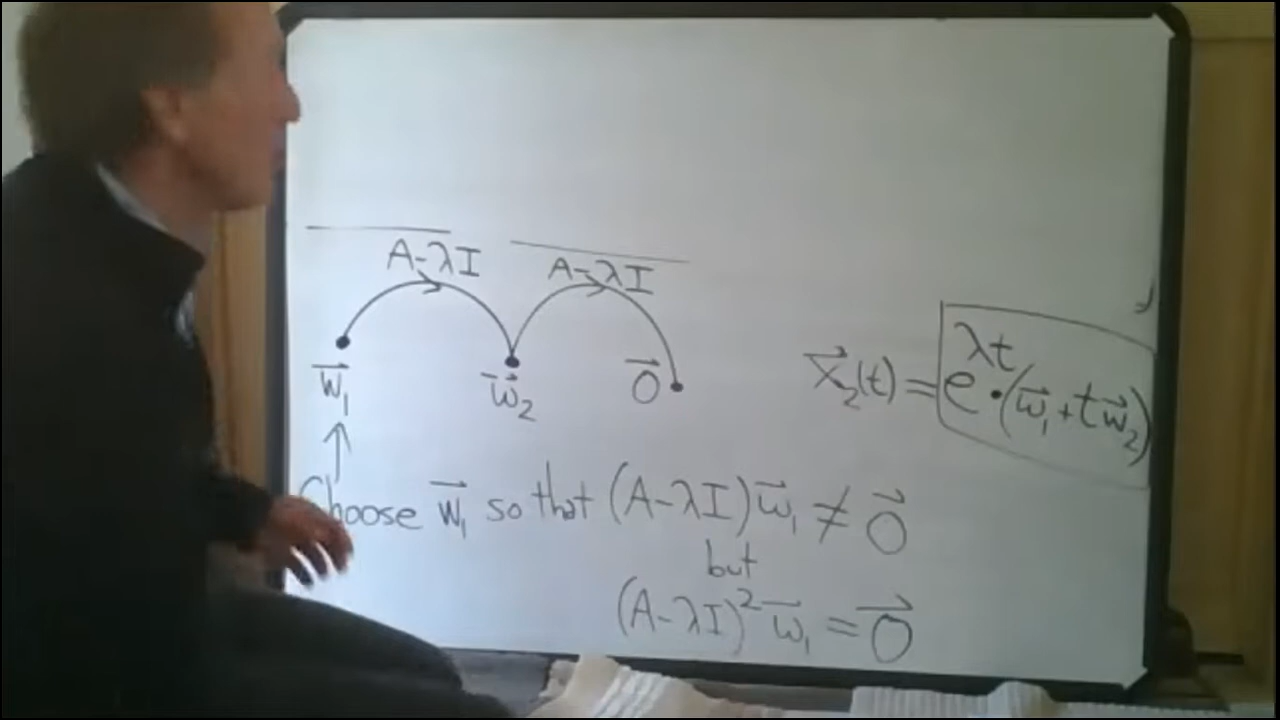 A-λI A-λI
w⃗₁ w⃗₂ 0⃗
x⃗₂(t) = e^λt·(w⃗₁+tw⃗₂)
Choose w⃗₁ so that (A-λI)w⃗₁ ≠ 0⃗
but
(A-λI)²w⃗₁ = 0⃗